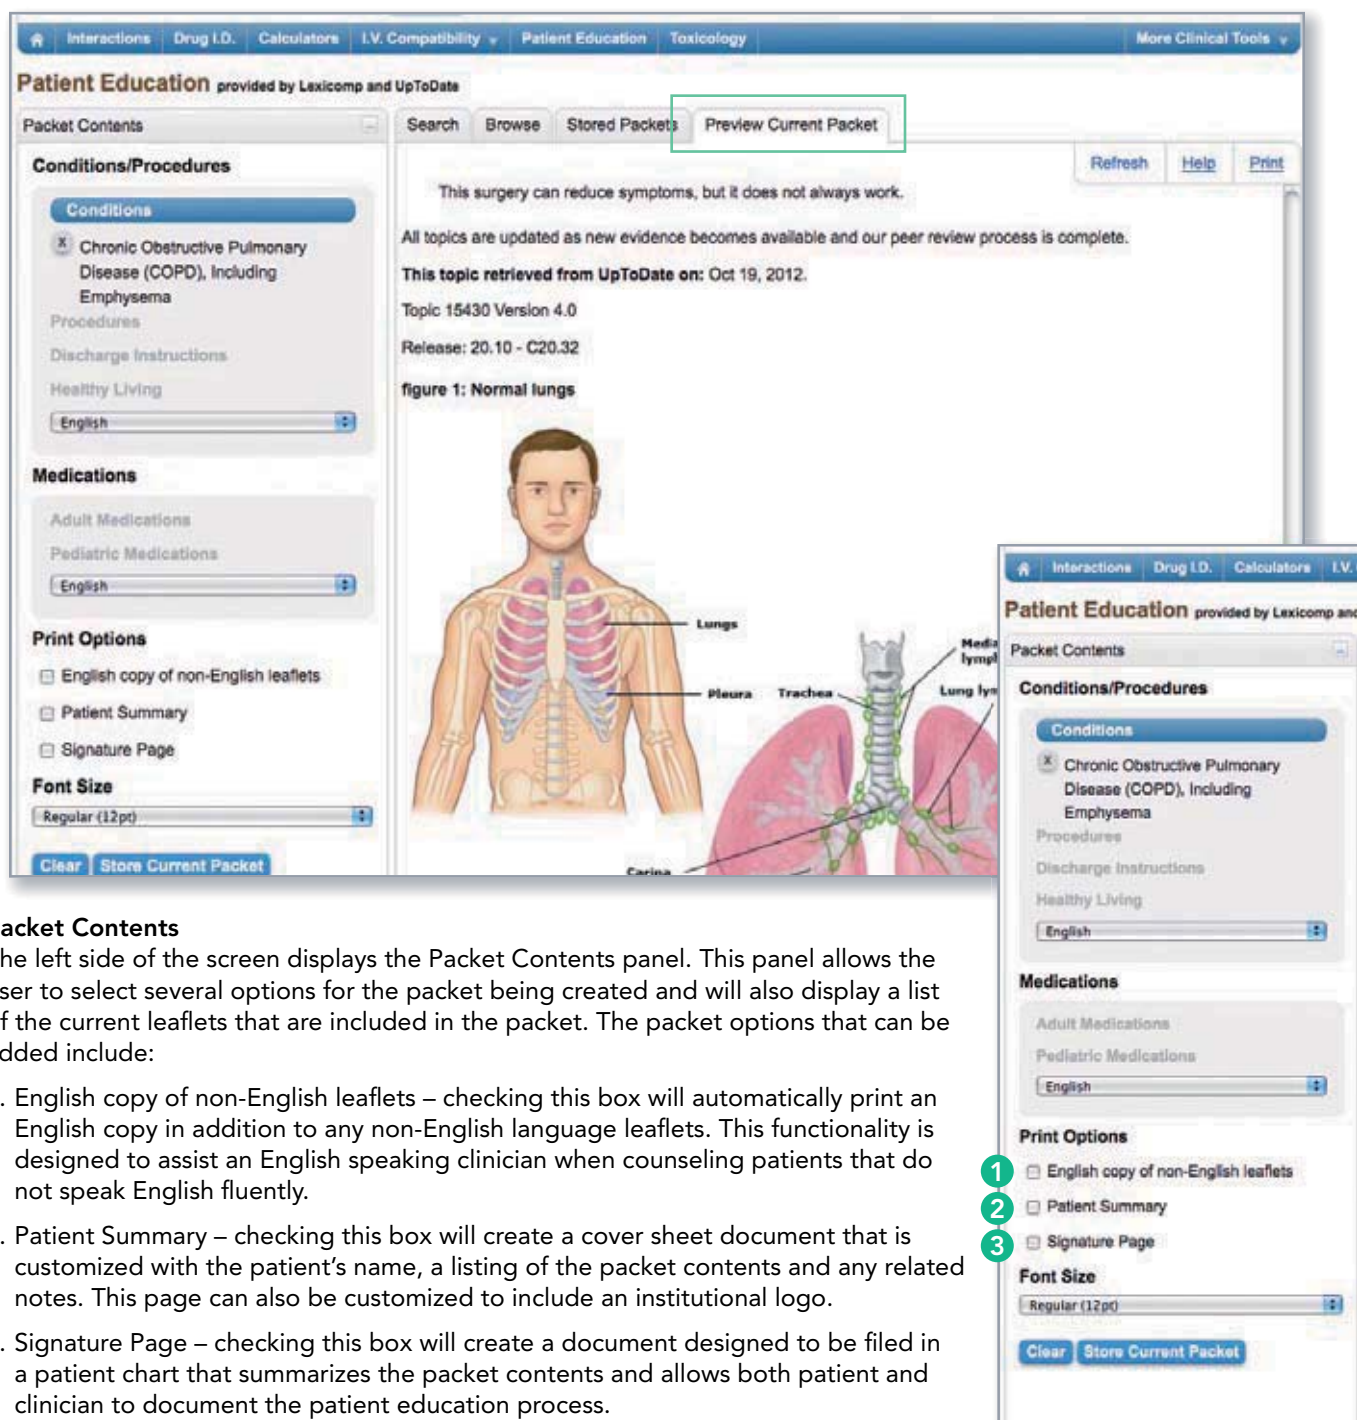 Interactions Drug I.D. Calculators I.V. Compatibility Patient Education Toxicology More Clinical Tools
Patient Education provided by Lexicomp and UpToDate
Packet Contents
Search Browse Stored Packets Preview Current Packet
Refresh Help Print
Conditions/Procedures
Conditions
x Chronic Obstructive Pulmonary
Disease (COPD), Including
Emphysema
Procedures
Discharge Instructions
Healthy Living
English
Medications
Adult Medications
Pediatric Medications
English
Print Options
English copy of non-English leaflets
Patient Summary
Signature Page
Font Size
Regular (12pt)
Clear Store Current Packet
This surgery can reduce symptoms, but it does not always work.
All topics are updated as new evidence becomes available and our peer review process is complete.
This topic retrieved from UpToDate on: Oct 19, 2012.
Topic 15430 Version 4.0
Release: 20.10 - C20.32
figure 1: Normal lungs
Lungs
Pleura
Trachea
Media
lymph
Lung lym
Carina
Interactions Drug I.D. Calculators I.V.
Patient Education provided by Lexicomp and
Packet Contents
Conditions/Procedures
Conditions
x Chronic Obstructive Pulmonary
Disease (COPD), Including
Emphysema
Procedures
Discharge Instructions
Healthy Living
English
Medications
Adult Medications
Pediatric Medications
English
Print Options
1 English copy of non-English leaflets
2 Patient Summary
3 Signature Page
Font Size
Regular (12pt)
Clear Store Current Packet
acket Contents
he left side of the screen displays the Packet Contents panel. This panel allows the
ser to select several options for the packet being created and will also display a list
f the current leaflets that are included in the packet. The packet options that can be
dded include:
. English copy of non-English leaflets – checking this box will automatically print an
English copy in addition to any non-English language leaflets. This functionality is
designed to assist an English speaking clinician when counseling patients that do
not speak English fluently.
. Patient Summary – checking this box will create a cover sheet document that is
customized with the patient's name, a listing of the packet contents and any related
notes. This page can also be customized to include an institutional logo.
. Signature Page – checking this box will create a document designed to be filed in
a patient chart that summarizes the packet contents and allows both patient and
clinician to document the patient education process.